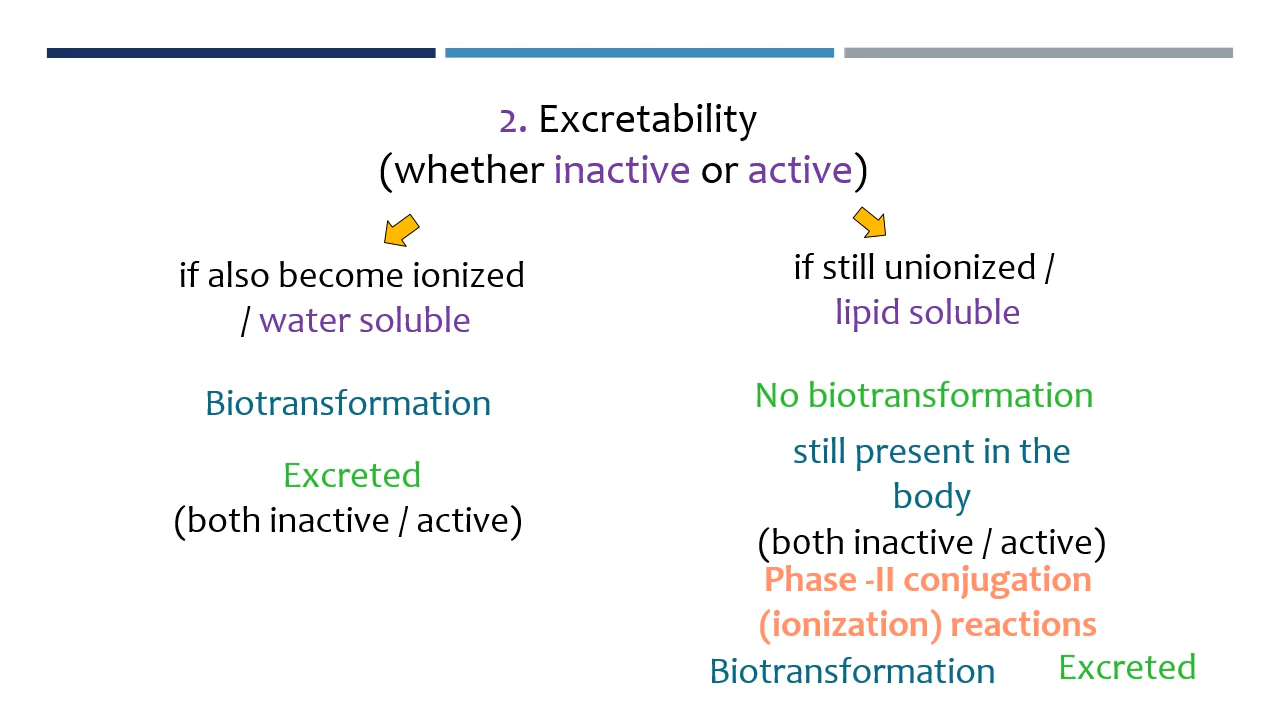 2. Excretability
(whether inactive or active)
if also become ionized
/ water soluble
Biotransformation
Excreted
(both inactive / active)
if still unionized /
lipid soluble
No biotransformation
still present in the
body
(b0th inactive / active)
Phase -II conjugation
(ionization) reactions
Biotransformation
Excreted